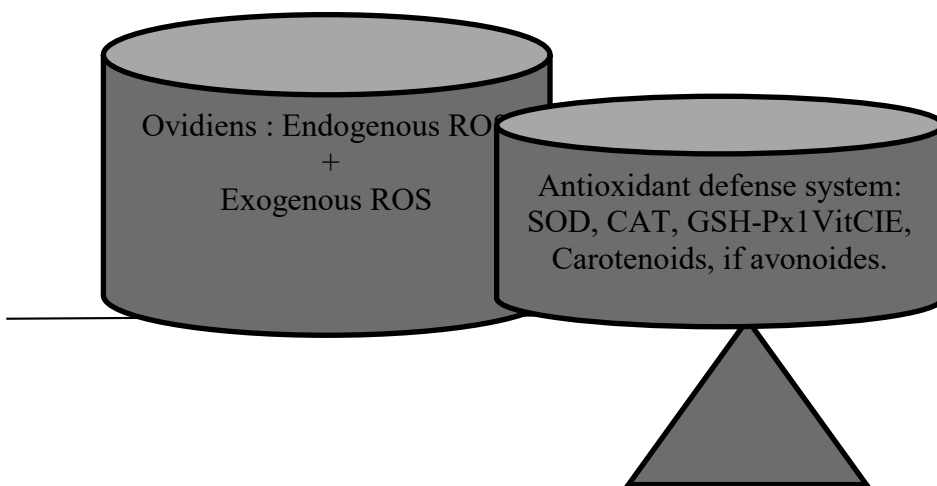 Ovidiens : Endogenous ROS
+
Exogenous ROS
Antioxidant defense system:
SOD, CAT, GSH-Px1VitCIE,
Carotenoids, if avonoides.